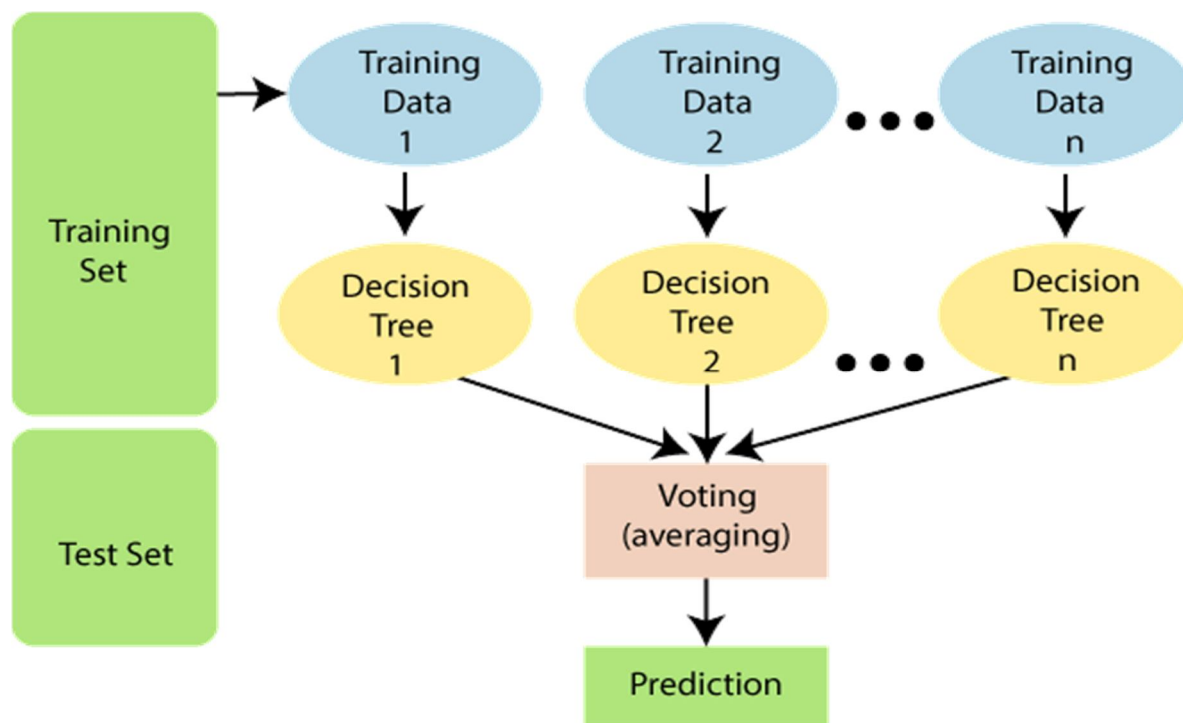 Training
Set
Test Set
Training
Data
1
Training
Data
2
Training
Data
n
Decision
Tree
1
Decision
Tree
2
Decision
Tree
n
Voting
(averaging)
Prediction